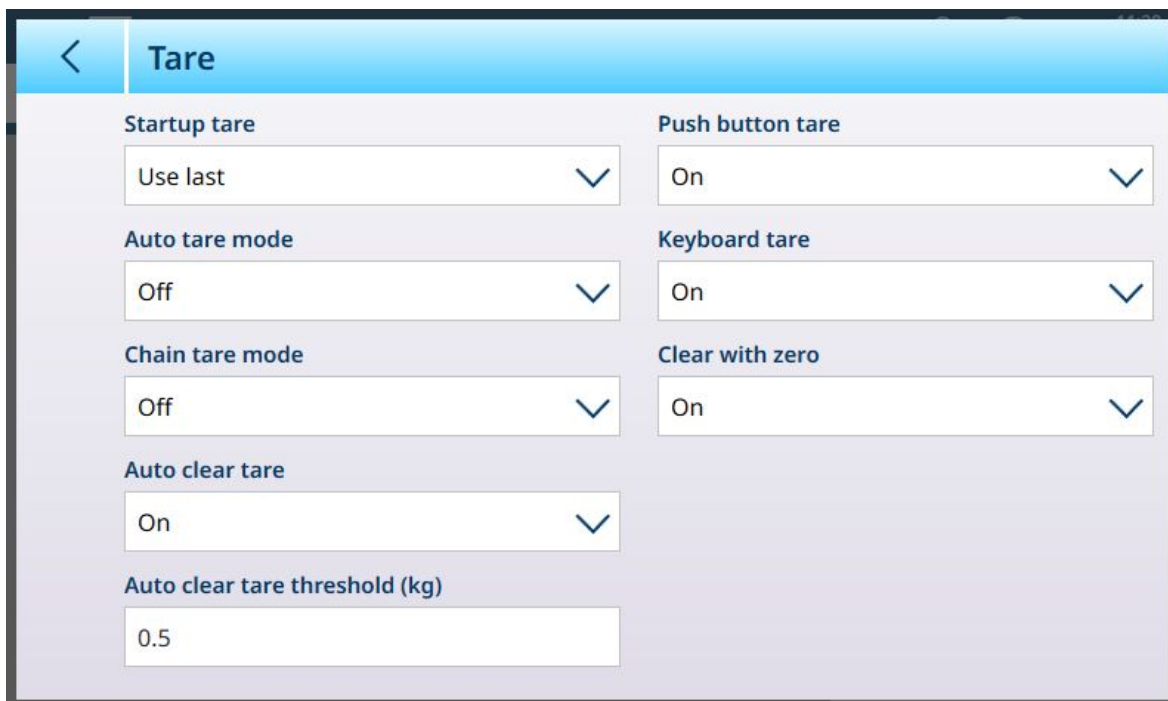 Tare
Startup tare
Use last
Auto tare mode
Off
Chain tare mode
Off
Auto clear tare
On
Auto clear tare threshold (kg)
0.5
Push button tare
On
Keyboard tare
On
Clear with zero
On